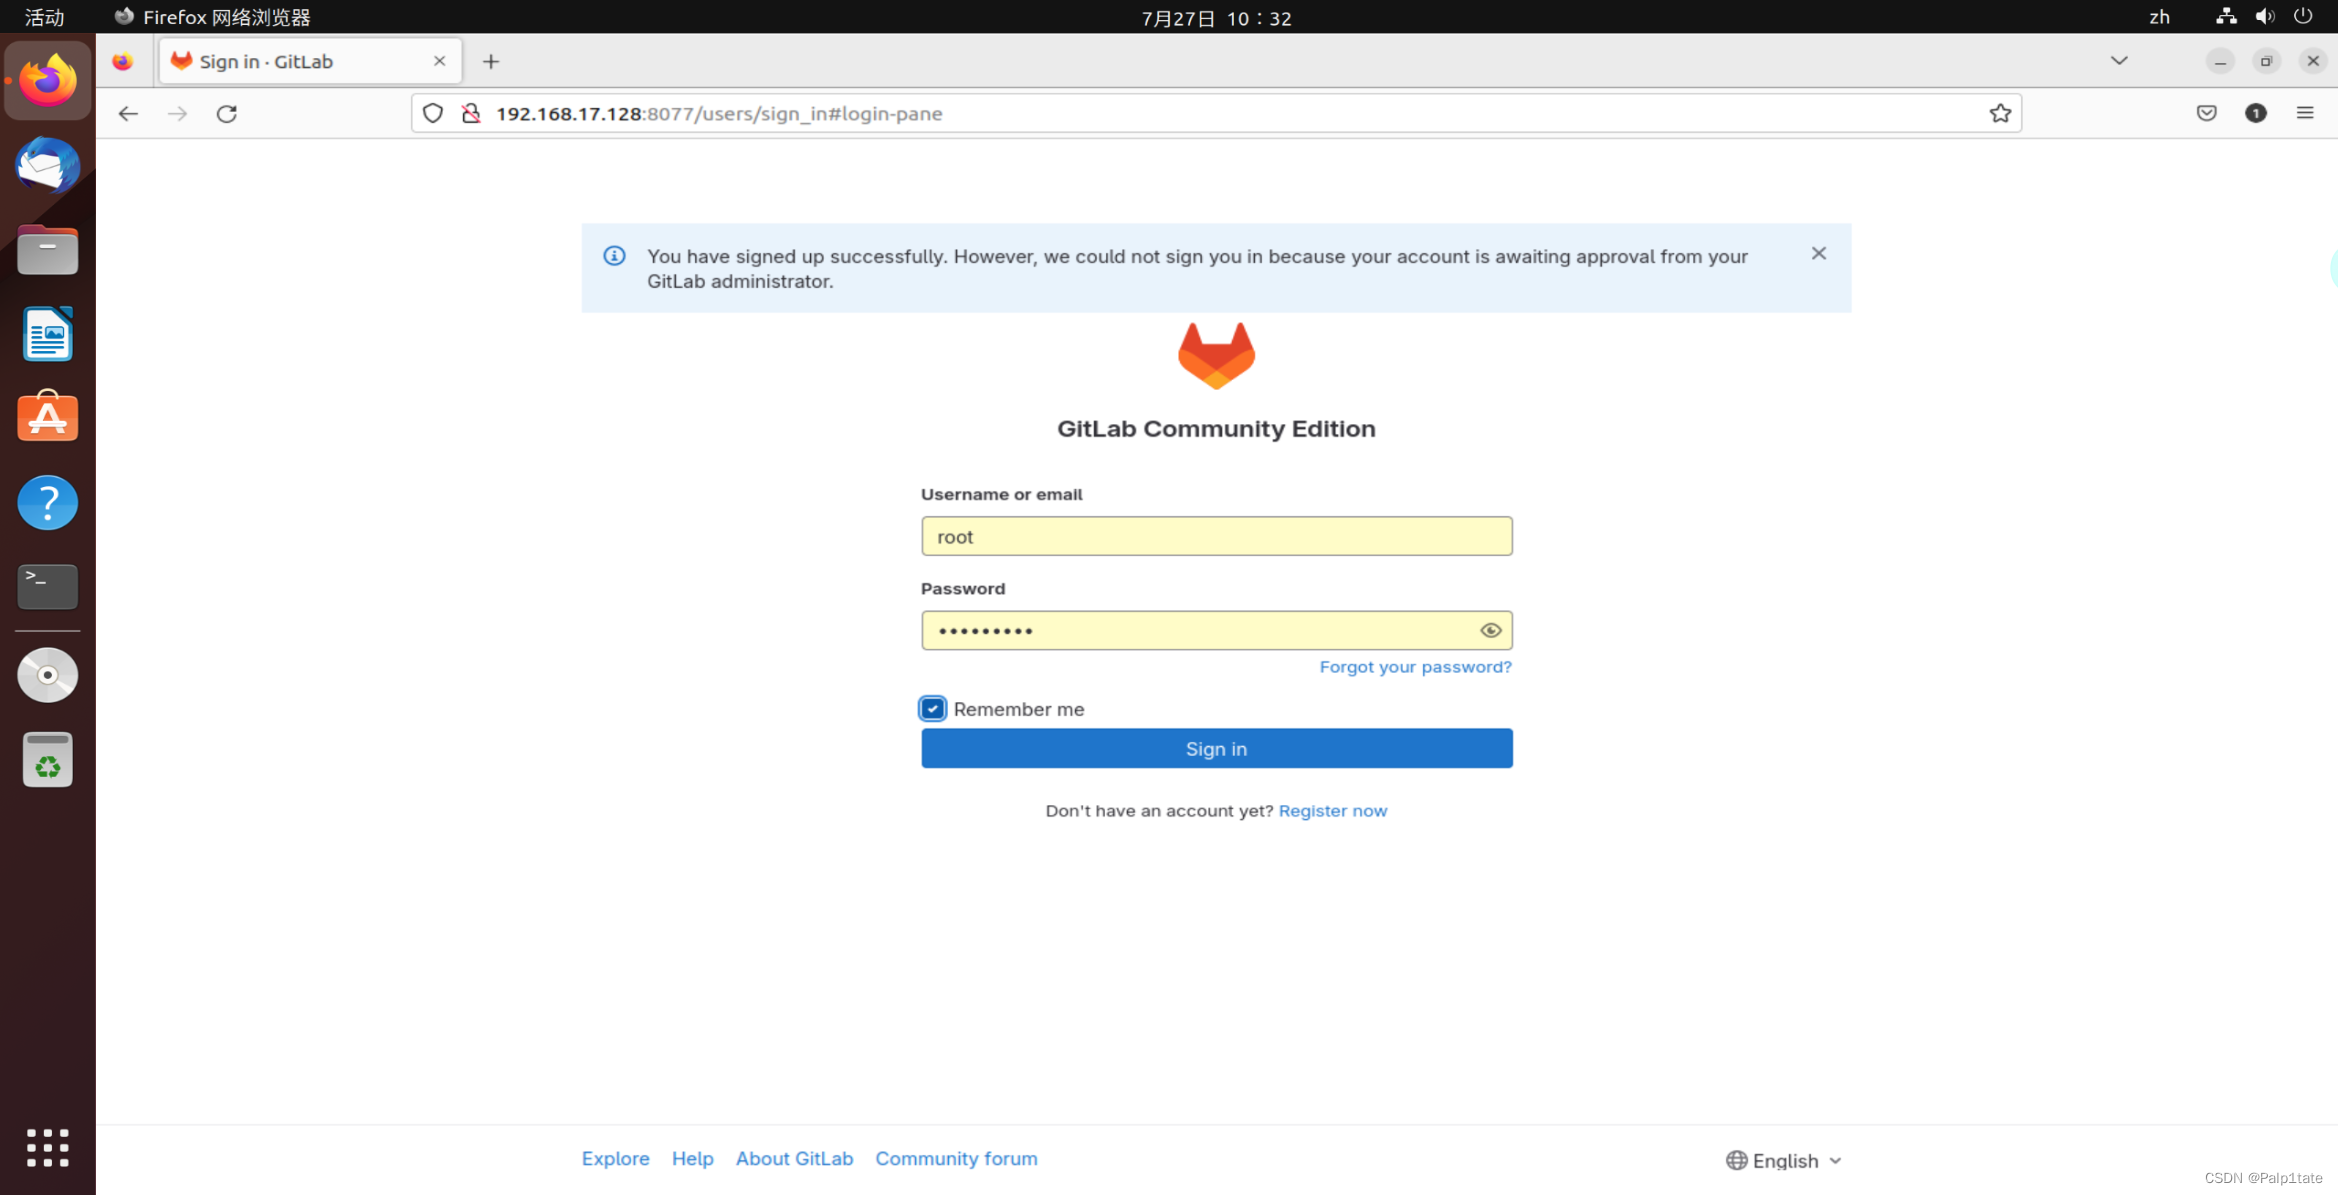 活动
Firefox 网络浏览器
7月27日 10：32
zh
Sign in · GitLab
192.168.17.128:8077/users/sign_in#login-pane
1
You have signed up successfully. However, we could not sign you in because your account is awaiting approval from your
GitLab administrator.
GitLab Community Edition
Username or email
root
Password
Forgot your password?
Remember me
Sign in
Don't have an account yet? Register now
Explore Help About GitLab Community forum
English
CSDN @Palp1tate